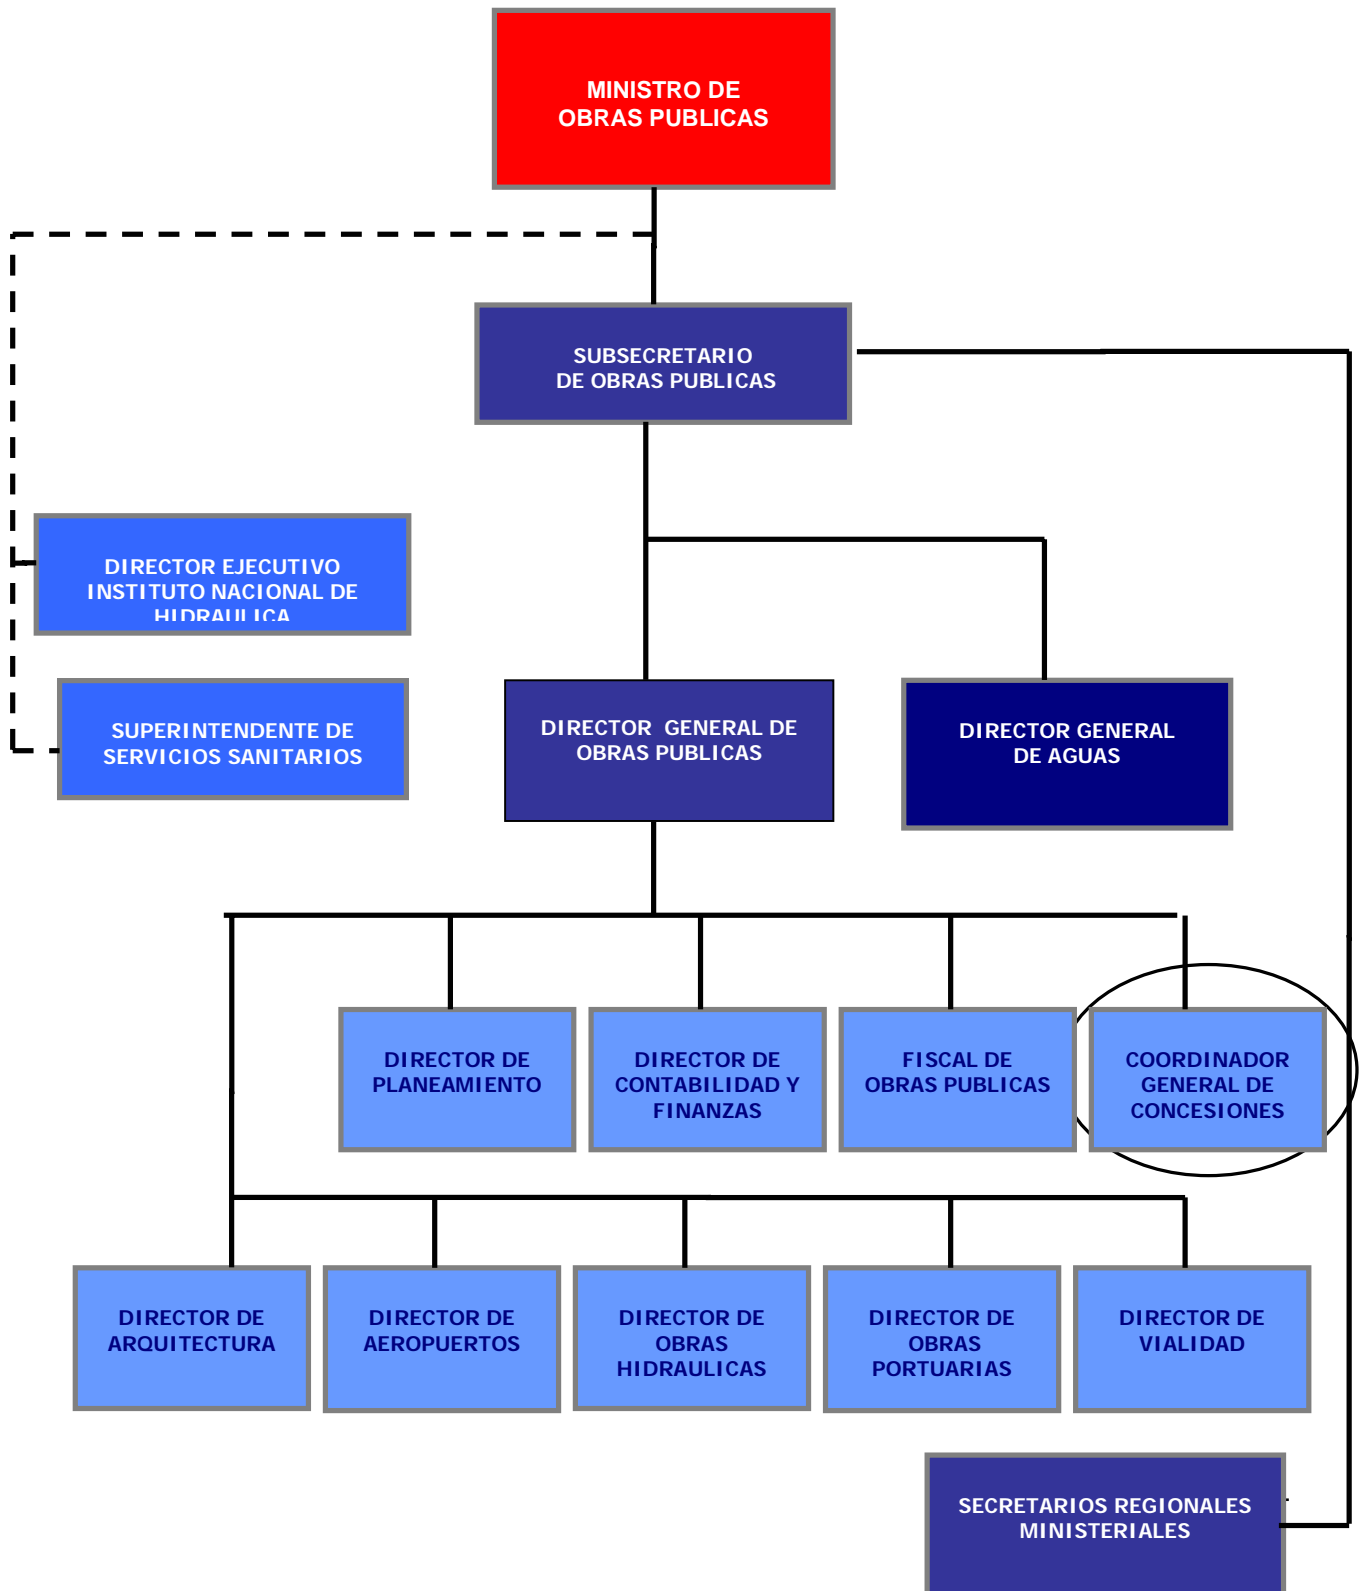 MINISTRO DE
OBRAS PUBLICAS
SUBSECRETARIO
DE OBRAS PUBLICAS
DIRECTOR EJECUTIVO
INSTITUTO NACIONAL DE
HIDRAULICA
SUPERINTENDENTE DE
SERVICIOS SANITARIOS
DIRECTOR GENERAL DE
OBRAS PUBLICAS
DIRECTOR GENERAL
DE AGUAS
DIRECTOR DE
PLANEAMIENTO
DIRECTOR DE
CONTABILIDAD Y
FINANZAS
FISCAL DE
OBRAS PUBLICAS
COORDINADOR
GENERAL DE
CONCESIONES
DIRECTOR DE
ARQUITECTURA
DIRECTOR DE
AEROPUERTOS
DIRECTOR DE
OBRAS
HIDRAULICAS
DIRECTOR DE
OBRAS
PORTUARIAS
DIRECTOR DE
VIALIDAD
SECRETARIOS REGIONALES
MINISTERIALES